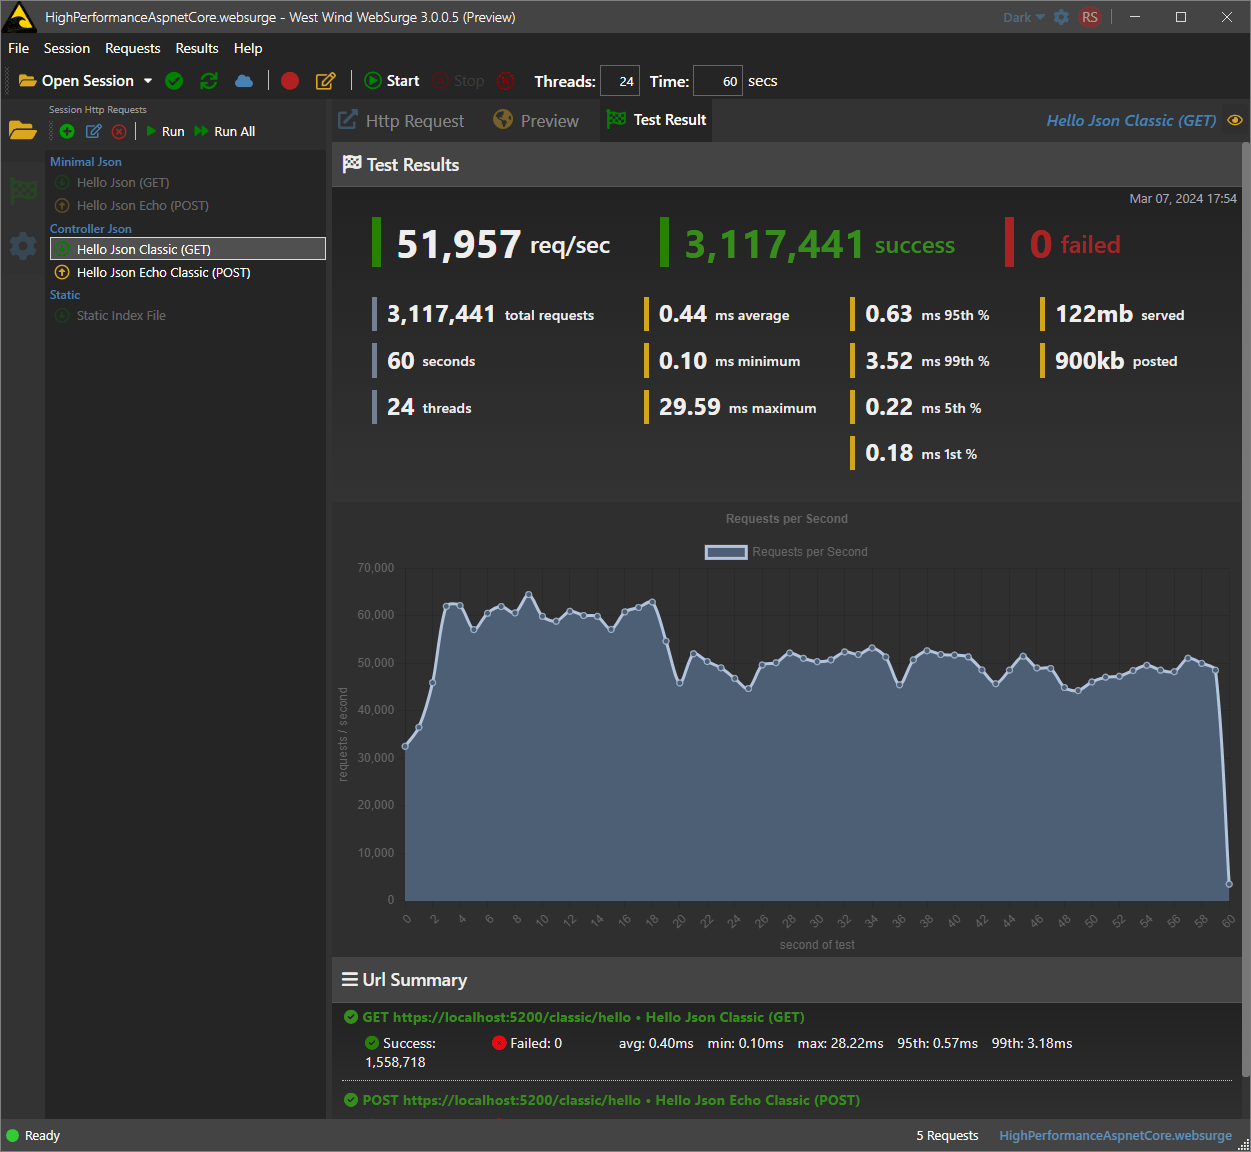 HighPerformanceAspnetCore.websurge - West Wind WebSurge 3.0.0.5 (Preview)
Dark
RS
File Session Requests Results Help
Open Session
Start
Stop
Threads: 24 Time: 60 secs
Session Http Requests
Run Run All
Minimal Json
Hello Json (GET)
Hello Json Echo (POST)
Controller Json
Hello Json Classic (GET)
Hello Json Echo Classic (POST)
Static
Static Index File
Http Request Preview Test Result
Hello Json Classic (GET)
Test Results
Mar 07, 2024 17:54
51,957 req/sec 3,117,441 success 0 failed
3,117,441 total requests 0.44 ms average 0.63 ms 95th % 122mb served
60 seconds 0.10 ms minimum 3.52 ms 99th % 900kb posted
24 threads 29.59 ms maximum 0.22 ms 5th %
0.18 ms 1st %
Requests per Second
Requests per Second
70,000
60,000
50,000
40,000
30,000
20,000
10,000
0
requests / second
0 2 4 6 8 10 12 14 16 18 20 22 24 26 28 30 32 34 36 38 40 42 44 46 48 50 52 54 56 58 60
second of test
Url Summary
GET https://localhost:5200/classic/hello • Hello Json Classic (GET)
Success: Failed: 0 avg: 0.40ms min: 0.10ms max: 28.22ms 95th: 0.57ms 99th: 3.18ms
1,558,718
POST https://localhost:5200/classic/hello • Hello Json Echo Classic (POST)
Ready
5 Requests HighPerformanceAspnetCore.websurge